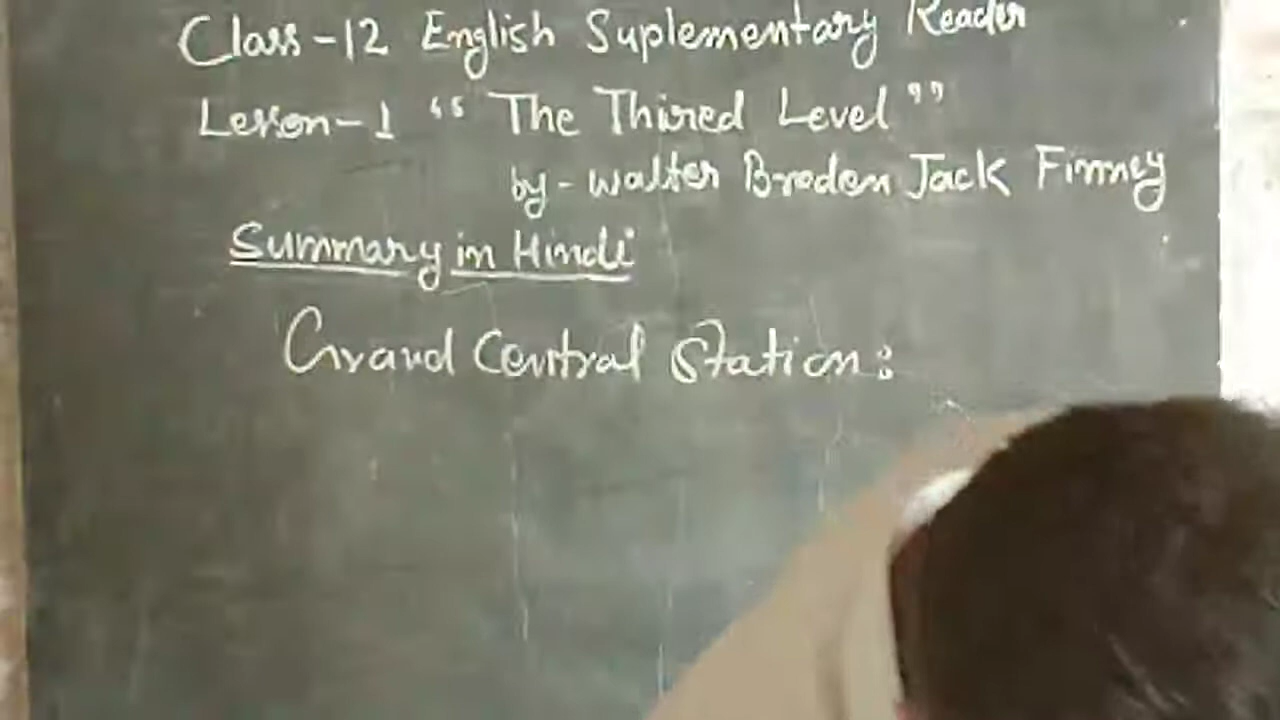 Class-12 English Suplementary Reader
Lesson-1 "The Thired Level"
by- Walter Breden Jack Finney
Summary in Hindi
Grand Central Station: